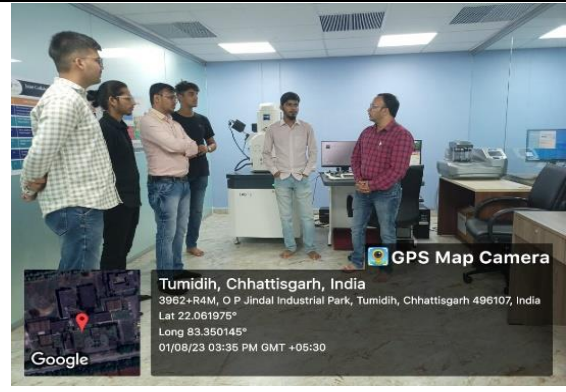 GPS Map Camera
Tumidih, Chhattisgarh, India
3962+R4M, O P Jindal Industrial Park, Tumidih, Chhattisgarh 496107, India
Lat 22.061975°
Long 83.350145°
01/08/23 03:35 PM GMT +05:30
Google